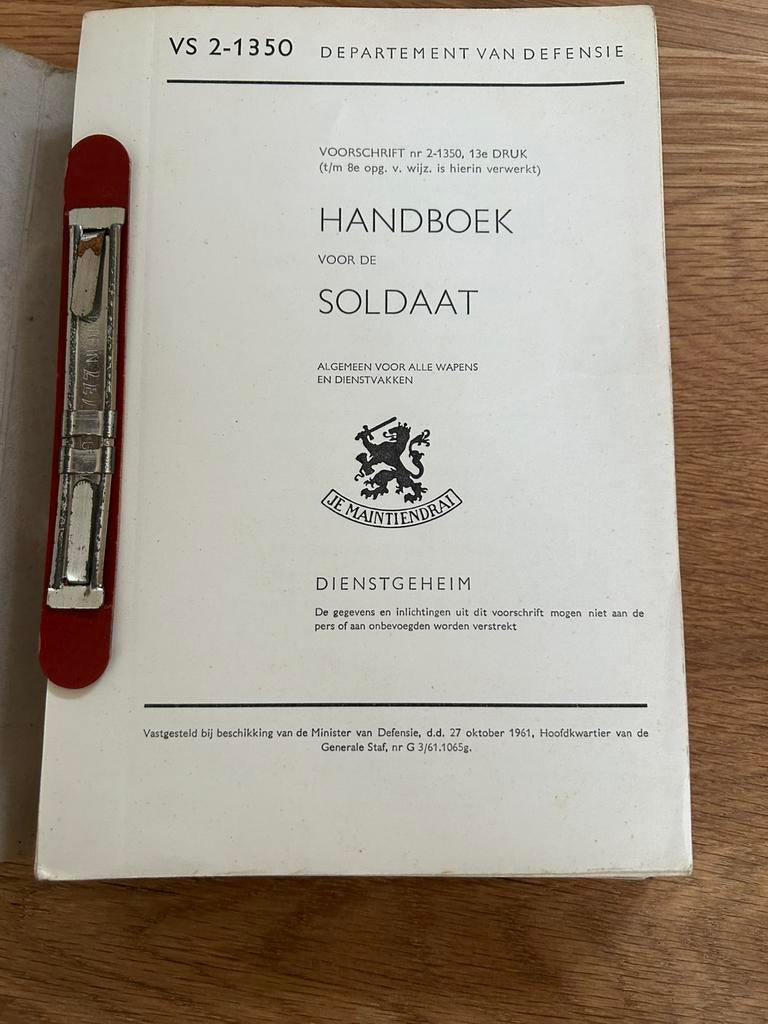 VS 2-1350 DEPARTEMENT VAN DEFENSIE
VOORSCHRIFT nr 2-1350, 13e DRUK
(t/m 8e opg. v. wijz. is hierin verwerkt)
HANDBOEK
VOOR DE
SOLDAAT
ALGEMEEN VOOR ALLE WAPENS
EN DIENSTVAKKEN
JE MAINTIENDRAI
DIENSTGEHEIM
De gegevens en inlichtingen uit dit voorschrift mogen niet aan de
pers of aan onbevoegden worden verstrekt
Vastgesteld bij beschikking van de Minister van Defensie, d.d. 27 oktober 1961, Hoofdkwartier van de
Generale Staf, nr G 3/61.1065g.